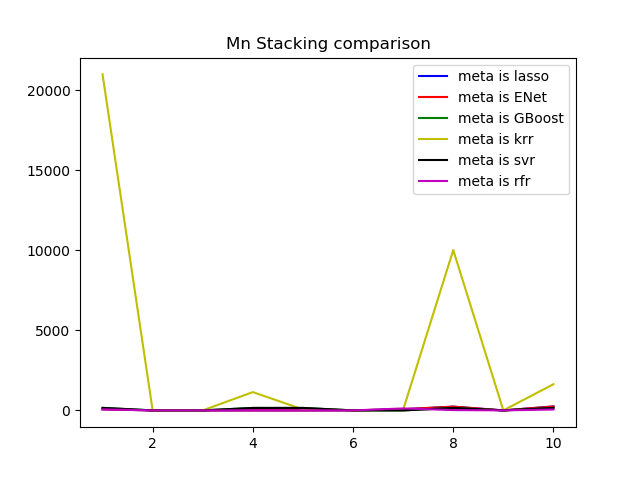 Mn Stacking comparison
20000
15000
10000
5000
0
2
4
6
8
10
meta is lasso
meta is ENet
meta is GBoost
meta is krr
meta is svr
meta is rfr